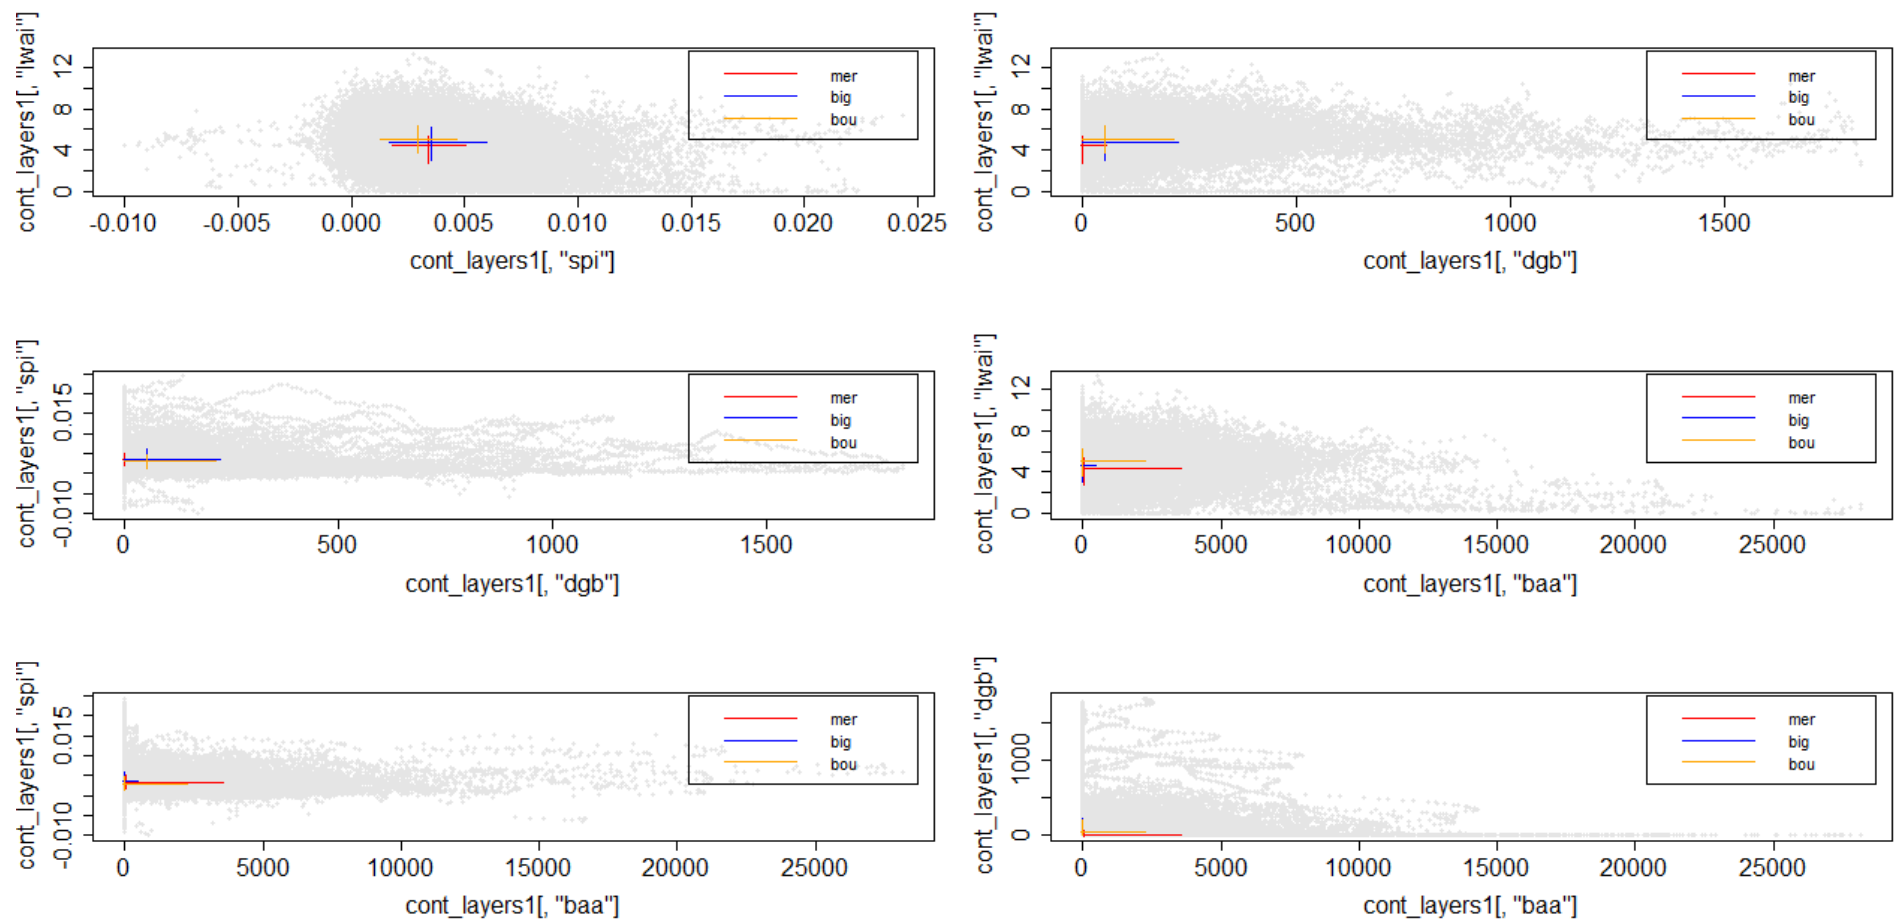 cont_layers1[, "lwai"]
12
8
4
0
mer
big
bou
-0.010 -0.005 0.000 0.005 0.010 0.015 0.020 0.025
cont_layers1[, "spi"]
cont_layers1[, "lwai"]
12
8
4
0
mer
big
bou
0 500 1000 1500
cont_layers1[, "dgb"]
cont_layers1[, "spi"]
0.015
-0.010
mer
big
bou
0 500 1000 1500
cont_layers1[, "dgb"]
cont_layers1[, "lwai"]
12
8
4
0
mer
big
bou
0 5000 10000 15000 20000 25000
cont_layers1[, "baa"]
cont_layers1[, "spi"]
0.015
-0.010
mer
big
bou
0 5000 10000 15000 20000 25000
cont_layers1[, "baa"]
cont_layers1[, "dgb"]
1000
0
mer
big
bou
0 5000 10000 15000 20000 25000
cont_layers1[, "baa"]